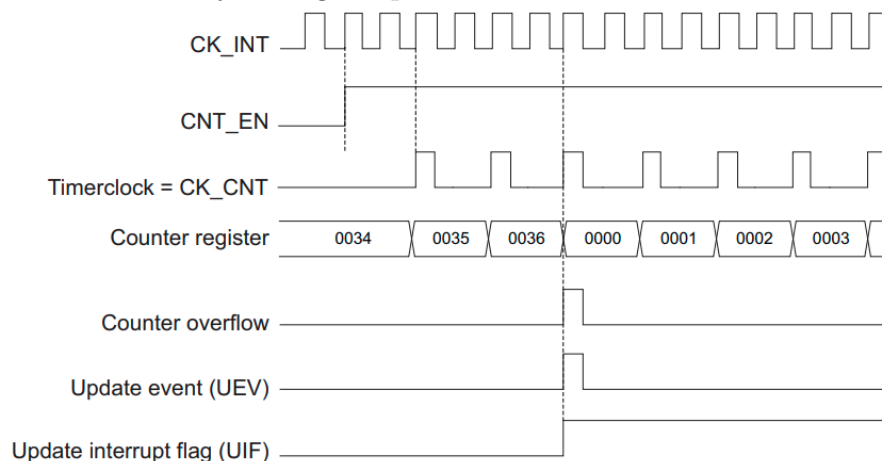 CK_INT
CNT_EN
Timerclock = CK_CNT
Counter register 0034 0035 0036 0000 0001 0002 0003
Counter overflow
Update event (UEV)
Update interrupt flag (UIF)